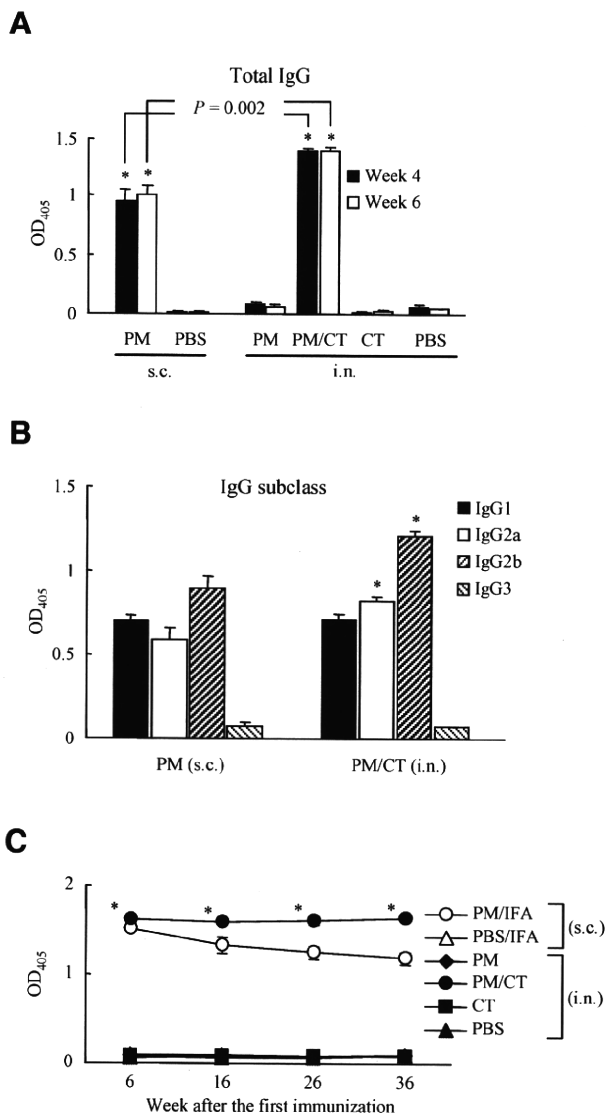 A
Total IgG
P = 0.002
1.5
* * * *
Week 4
Week 6
1
OD405
0.5
0
PM PBS PM PM/CT CT PBS
s.c. i.n.
B
1.5
IgG subclass
*
IgG1
IgG2a
IgG2b
IgG3
1
*
OD405
0.5
0
PM (s.c.) PM/CT (i.n.)
C
2
* * * *
PM/IFA
PBS/IFA
(s.c.)
PM
PM/CT
CT
PBS
(i.n.)
OD405
1
0
6 16 26 36
Week after the first immunization